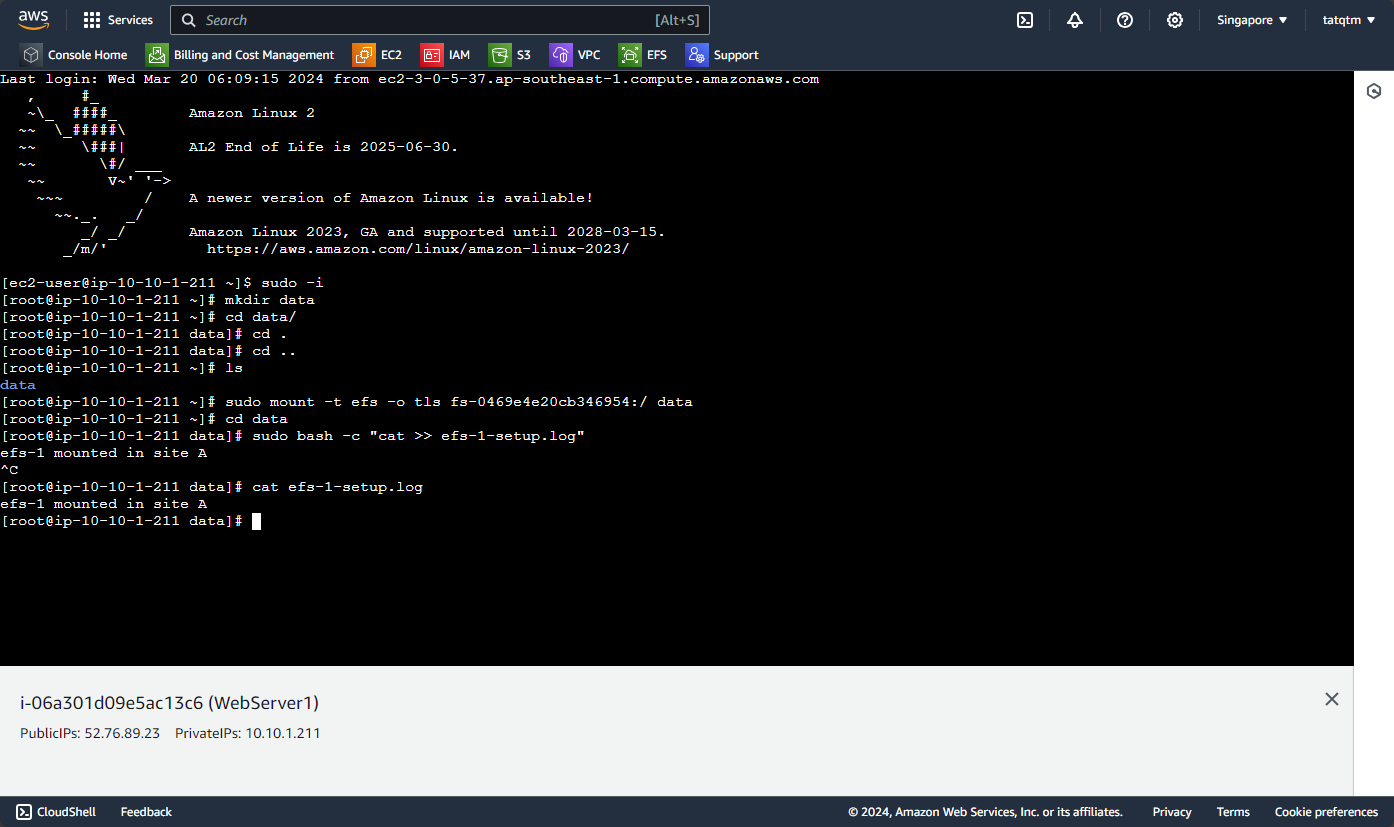 aws Services Search [Alt+S] Singapore tatqtm
Console Home Billing and Cost Management EC2 IAM S3 VPC EFS Support
Last login: Wed Mar 20 06:09:15 2024 from ec2-3-0-5-37.ap-southeast-1.compute.amazonaws.com
   ,     #_
   ~\_  ####_        Amazon Linux 2
  ~~  \_#####\
  ~~     \###|       AL2 End of Life is 2025-06-30.
  ~~       \#/ ___
   ~~       V~' '->
    ~~~         /    A newer version of Amazon Linux is available!
      ~~._.   _/
         _/ _/       Amazon Linux 2023, GA and supported until 2028-03-15.
       _/m/'           https://aws.amazon.com/linux/amazon-linux-2023/
[ec2-user@ip-10-10-1-211 ~]$ sudo -i
[root@ip-10-10-1-211 ~]# mkdir data
[root@ip-10-10-1-211 ~]# cd data/
[root@ip-10-10-1-211 data]# cd .
[root@ip-10-10-1-211 data]# cd ..
[root@ip-10-10-1-211 ~]# ls
data
[root@ip-10-10-1-211 ~]# sudo mount -t efs -o tls fs-0469e4e20cb346954:/ data
[root@ip-10-10-1-211 ~]# cd data
[root@ip-10-10-1-211 data]# sudo bash -c "cat >> efs-1-setup.log"
efs-1 mounted in site A
^C
[root@ip-10-10-1-211 data]# cat efs-1-setup.log
efs-1 mounted in site A
[root@ip-10-10-1-211 data]#
i-06a301d09e5ac13c6 (WebServer1)
PublicIPs: 52.76.89.23 PrivateIPs: 10.10.1.211
CloudShell Feedback © 2024, Amazon Web Services, Inc. or its affiliates. Privacy Terms Cookie preferences